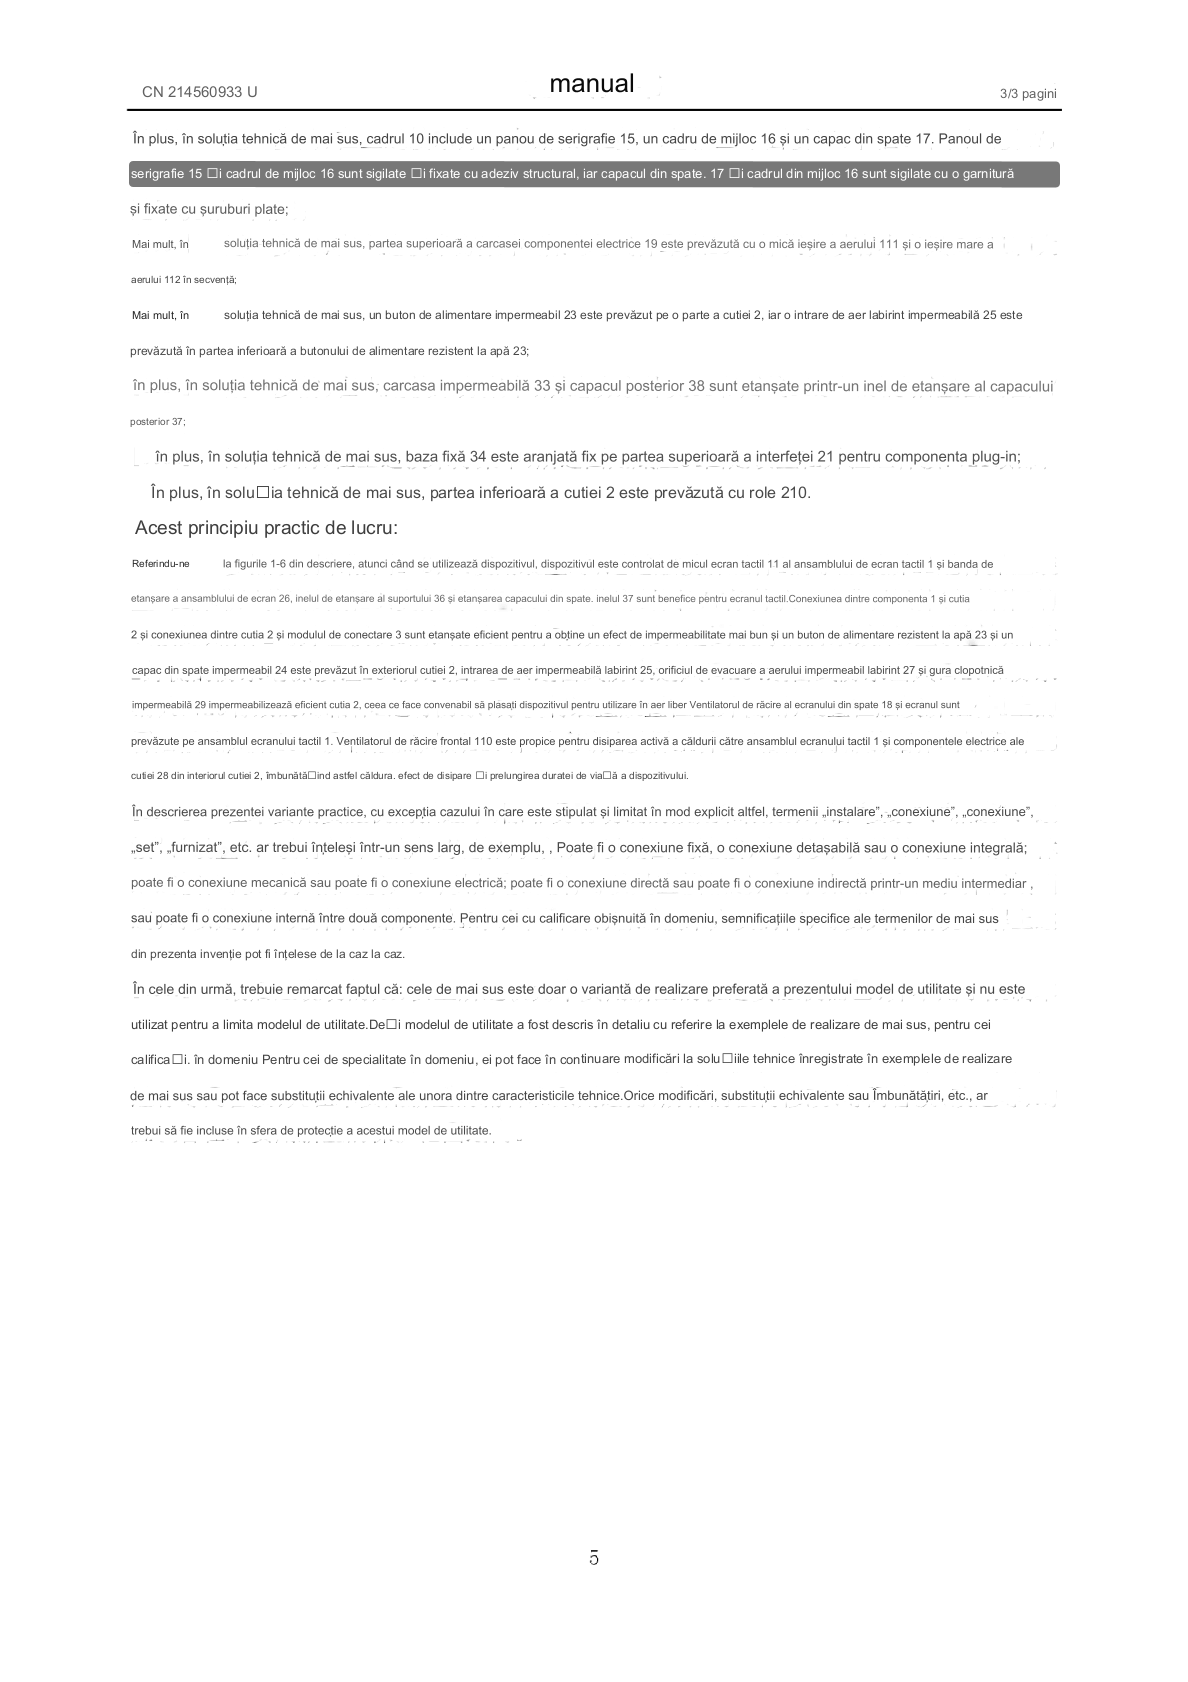 CN 214560933 U
manual
3/3 pagini
În plus, în soluția tehnică de mai sus, cadrul 10 include un panou de serigrafie 15, un cadru de mijloc 16 și un capac din spate 17. Panoul de
serigrafie 15 □i cadrul de mijloc 16 sunt sigilate □i fixate cu adeziv structural, iar capacul din spate. 17 □i cadrul din mijloc 16 sunt sigilate cu o garnitură
și fixate cu șuruburi plate;
Mai mult, în soluția tehnică de mai sus, partea superioară a carcasei componentei electrice 19 este prevăzută cu o mică ieșire a aerului 111 și o ieșire mare a
aerului 112 în secvență;
Mai mult, în soluția tehnică de mai sus, un buton de alimentare impermeabil 23 este prevăzut pe o parte a cutiei 2, iar o intrare de aer labirint impermeabilă 25 este
prevăzută în partea inferioară a butonului de alimentare rezistent la apă 23;
în plus, în soluția tehnică de mai sus, carcasa impermeabilă 33 și capacul posterior 38 sunt etanșate printr-un inel de etanșare al capacului
posterior 37;
în plus, în soluția tehnică de mai sus, baza fixă 34 este aranjată fix pe partea superioară a interfeței 21 pentru componenta plug-in;
În plus, în solu□ia tehnică de mai sus, partea inferioară a cutiei 2 este prevăzută cu role 210.
Acest principiu practic de lucru:
Referindu-ne la figurile 1-6 din descriere, atunci când se utilizează dispozitivul, dispozitivul este controlat de micul ecran tactil 11 al ansamblului de ecran tactil 1 și banda de
etanșare a ansamblului de ecran 26, inelul de etanșare al suportului 36 și etanșarea capacului din spate. inelul 37 sunt benefice pentru ecranul tactil.Conexiunea dintre componenta 1 și cutia
2 și conexiunea dintre cutia 2 și modulul de conectare 3 sunt etanșate eficient pentru a obține un efect de impermeabilitate mai bun și un buton de alimentare rezistent la apă 23 și un
capac din spate impermeabil 24 este prevăzut în exteriorul cutiei 2, intrarea de aer impermeabilă labirint 25, orificiul de evacuare a aerului impermeabil labirint 27 și gura clopotnică
impermeabilă 29 impermeabilizează eficient cutia 2, ceea ce face convenabil să plasați dispozitivul pentru utilizare în aer liber Ventilatorul de răcire al ecranului din spate 18 și ecranul sunt
prevăzute pe ansamblul ecranului tactil 1. Ventilatorul de răcire frontal 110 este propice pentru disiparea activă a căldurii către ansamblul ecranului tactil 1 și componentele electrice ale
cutiei 28 din interiorul cutiei 2, îmbunătă□ind astfel căldura. efect de disipare □i prelungirea duratei de via□ă a dispozitivului.
În descrierea prezentei variante practice, cu excepția cazului în care este stipulat și limitat în mod explicit altfel, termenii „instalare”, „conexiune”, „conexiune”,
„set”, „furnizat”, etc. ar trebui înțeleși într-un sens larg, de exemplu, , Poate fi o conexiune fixă, o conexiune detașabilă sau o conexiune integrală;
poate fi o conexiune mecanică sau poate fi o conexiune electrică; poate fi o conexiune directă sau poate fi o conexiune indirectă printr-un mediu intermediar ,
sau poate fi o conexiune internă între două componente. Pentru cei cu calificare obișnuită în domeniu, semnificațiile specifice ale termenilor de mai sus
din prezenta invenție pot fi înțelese de la caz la caz.
În cele din urmă, trebuie remarcat faptul că: cele de mai sus este doar o variantă de realizare preferată a prezentului model de utilitate și nu este
utilizat pentru a limita modelul de utilitate.De□i modelul de utilitate a fost descris în detaliu cu referire la exemplele de realizare de mai sus, pentru cei
califica□i. în domeniu Pentru cei de specialitate în domeniu, ei pot face în continuare modificări la solu□iile tehnice înregistrate în exemplele de realizare
de mai sus sau pot face substituții echivalente ale unora dintre caracteristicile tehnice.Orice modificări, substituții echivalente sau Îmbunătățiri, etc., ar
trebui să fie incluse în sfera de protecție a acestui model de utilitate.
5